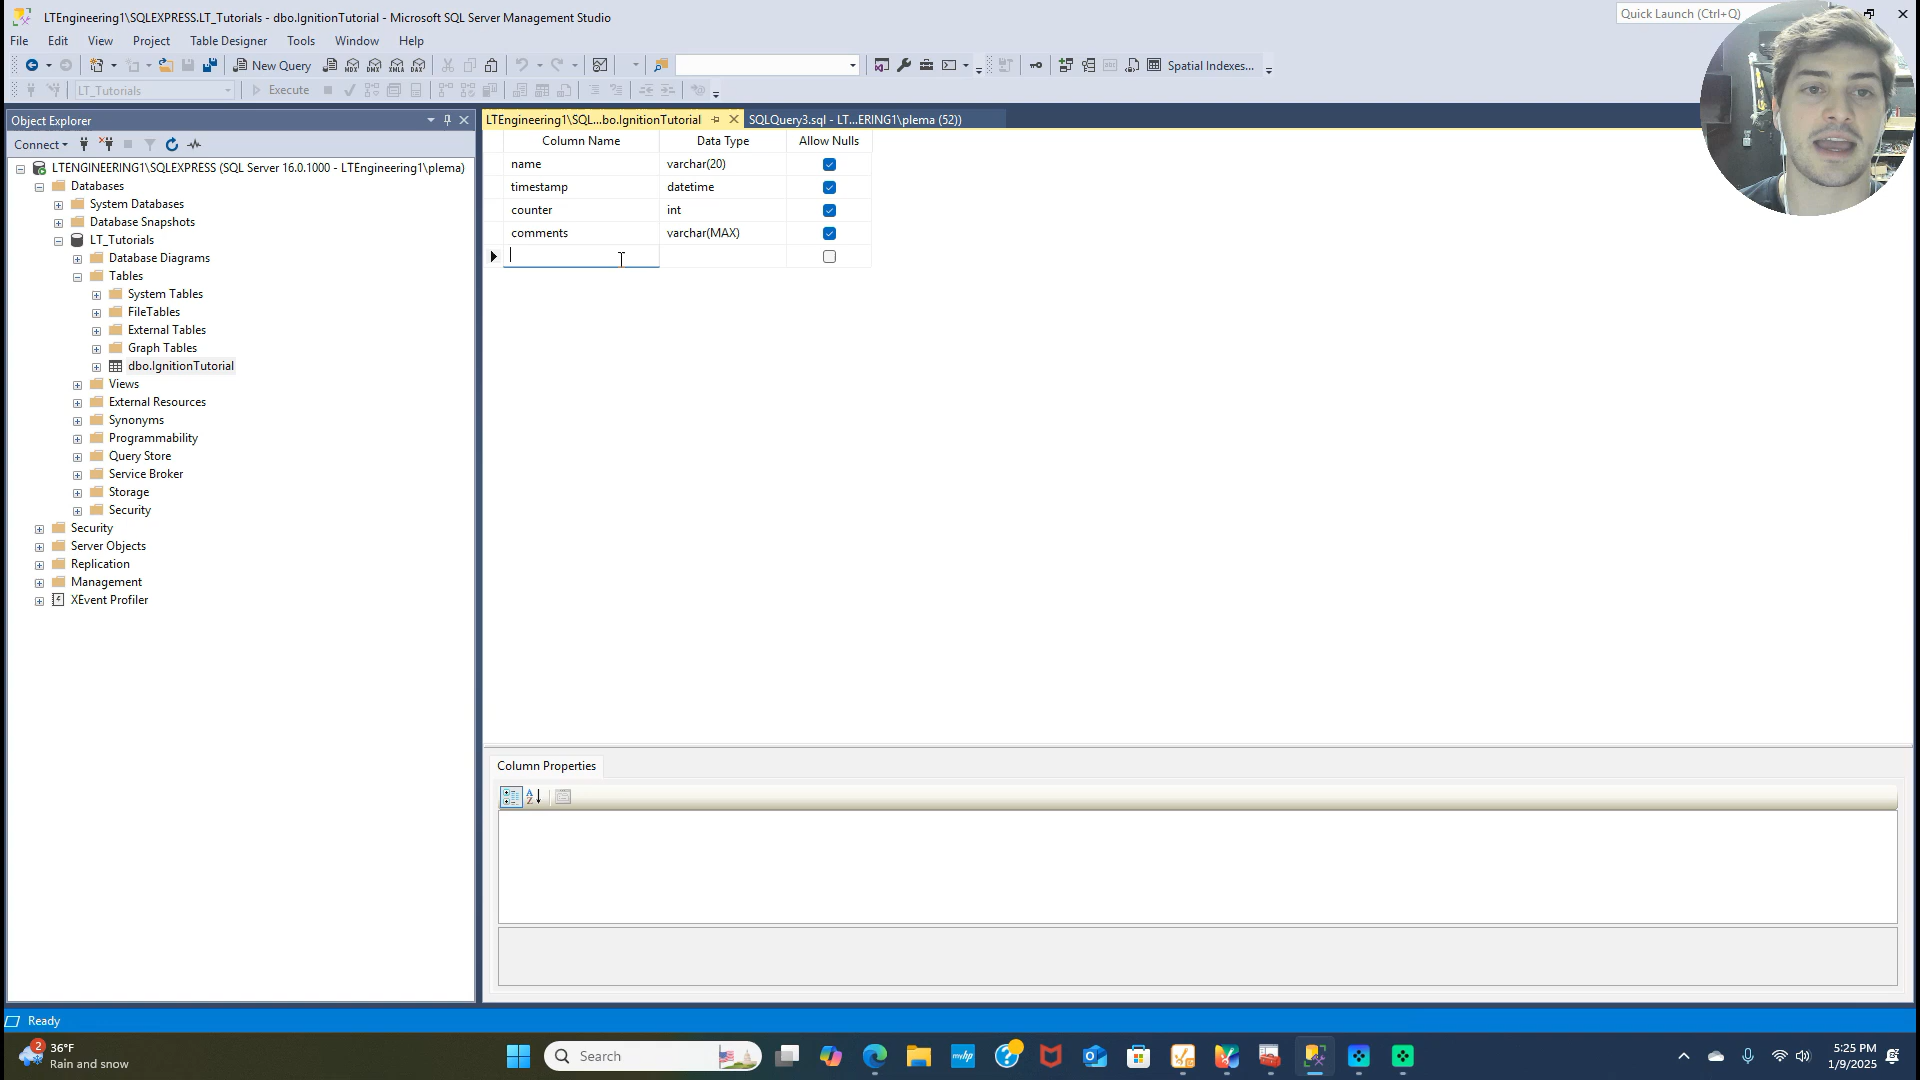 LTEngineering1\SQLEXPRESS.LT_Tutorials - dbo.IgnitionTutorial - Microsoft SQL Server Management Studio
Quick Launch (Ctrl+Q)
File Edit View Project Table Designer Tools Window Help
New Query MDX DMX XMLA DAX Spatial Indexes...
LT_Tutorials Execute
Object Explorer
LTEngineering1\SQL...bo.IgnitionTutorial SQLQuery3.sql - LT...ERING1\plema (52))
Connect
Column Name Data Type Allow Nulls
name varchar(20)
timestamp datetime
counter int
comments varchar(MAX)
LTENGINEERING1\SQLEXPRESS (SQL Server 16.0.1000 - LTEngineering1\plema)
Databases
System Databases
Database Snapshots
LT_Tutorials
Database Diagrams
Tables
System Tables
FileTables
External Tables
Graph Tables
dbo.IgnitionTutorial
Views
External Resources
Synonyms
Programmability
Query Store
Service Broker
Storage
Security
Security
Server Objects
Replication
Management
XEvent Profiler
Column Properties
Ready
2
36°F
Rain and snow
Search
myhp
5:25 PM
1/9/2025